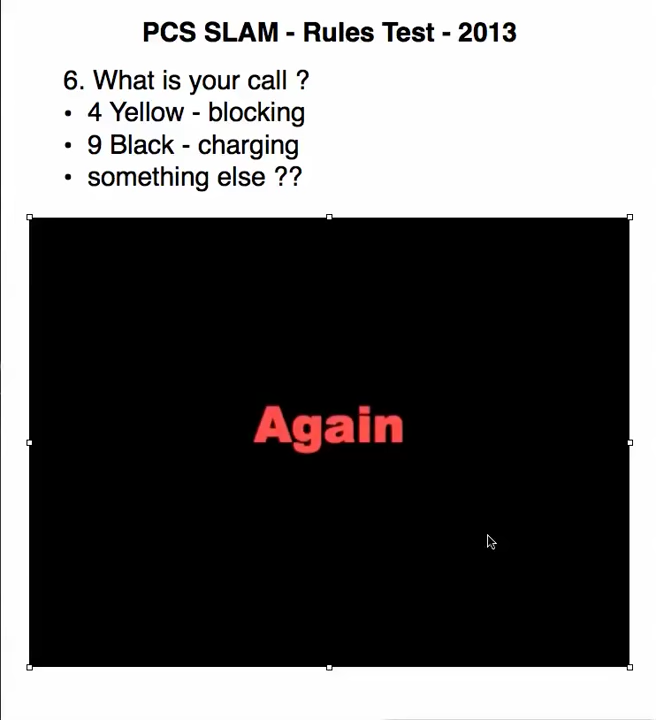 PCS SLAM - Rules Test - 2013
6. What is your call ?
• 4 Yellow - blocking
• 9 Black - charging
• something else ??
Again